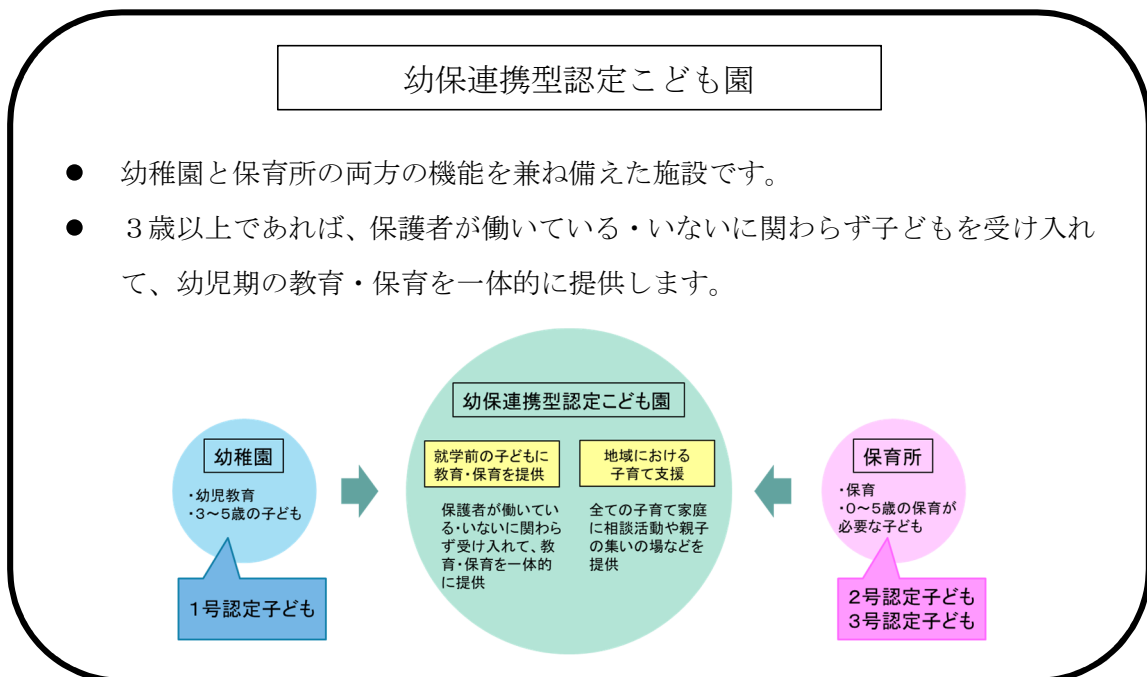 幼保連携型認定こども園
● 幼稚園と保育所の両方の機能を兼ね備えた施設です。
● 3歳以上であれば、保護者が働いている・いないに関わらず子どもを受け入れ
て、幼児期の教育・保育を一体的に提供します。
幼保連携型認定こども園
幼稚園
・幼児教育
・3～5歳の子ども
1号認定子ども
就学前の子どもに
教育・保育を提供
保護者が働いてい
る・いないに関わら
ず受け入れて、教
育・保育を一体的
に提供
地域における
子育て支援
全ての子育て家庭
に相談活動や親子
の集いの場などを
提供
保育所
・保育
・0～5歳の保育が
必要な子ども
2号認定子ども
3号認定子ども